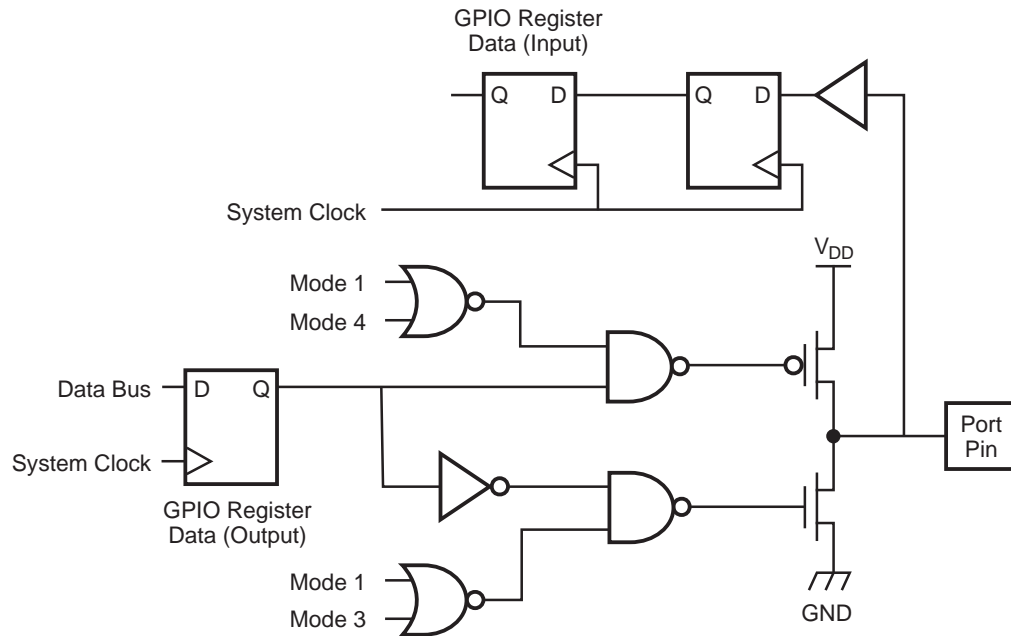 GPIO Register
Data (Input)
Q D
Q D
System Clock
V_DD
Mode 1
Mode 4
Data Bus
D Q
System Clock
GPIO Register
Data (Output)
Port
Pin
Mode 1
Mode 3
GND